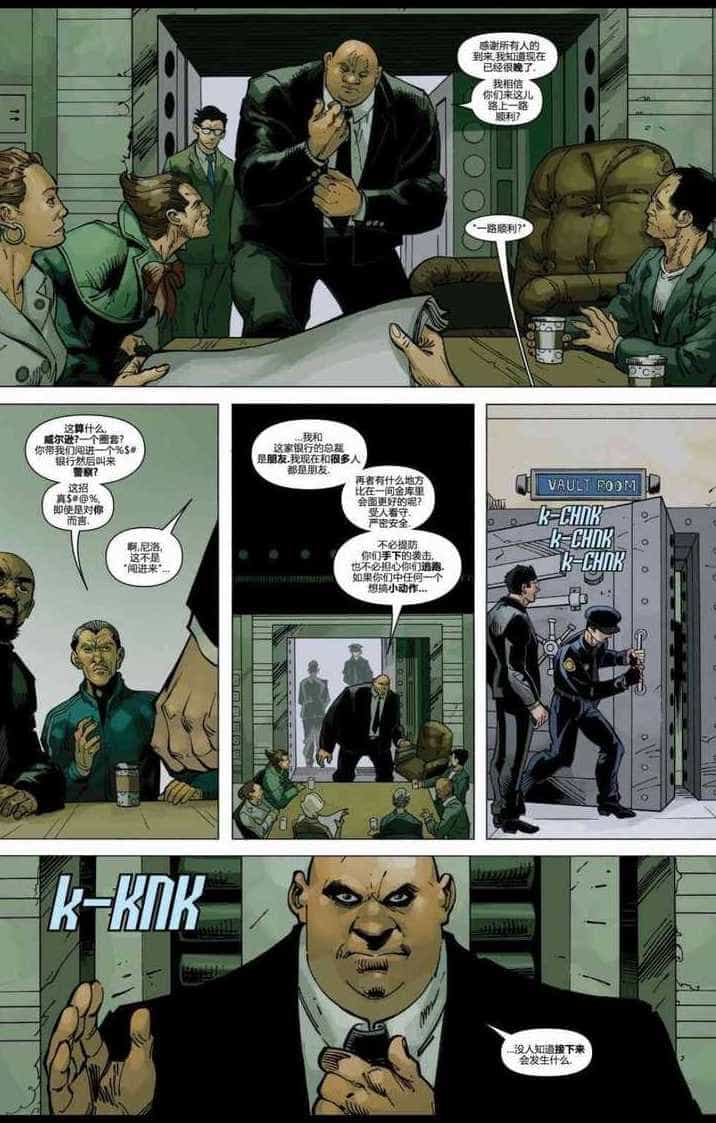 感谢所有人的
到来,我知道现在
已经很晚了.
我相信
你们来这儿
路上一路
顺利?
"一路顺利?"
这算什么,
威尔逊?一个圈套?
你带我们闯进一个%$#
银行然后叫来
警察?
这招
真$#@%,
即使是对你
而言.
啊,尼洛,
这不是
"闯进来"...
...我和
这家银行的总裁
是朋友.我现在和很多人
都是朋友.
再者有什么地方
比在一间金库里
会面更好的呢?
受人看守.
严密安全.
不必提防
你们手下的袭击,
也不必担心你们逃跑.
如果你们中任何一个
想搞小动作...
VAULT ROOM
K-CHNK
K-CHNK
K-CHNK
K-KNK
...没人知道接下来
会发生什么.